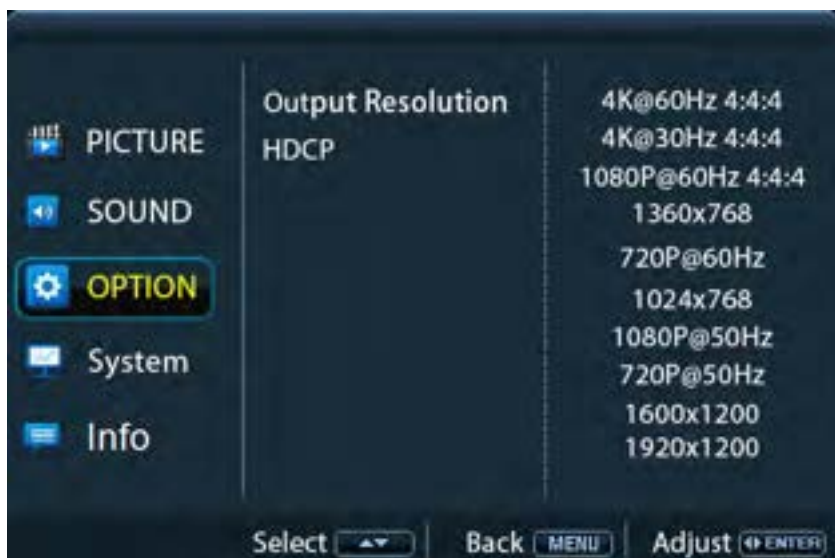 PICTURE
SOUND
OPTION
System
Info
Output Resolution
HDCP
4K@60Hz 4:4:4
4K@30Hz 4:4:4
1080P@60Hz 4:4:4
1360x768
720P@60Hz
1024x768
1080P@50Hz
720P@50Hz
1600x1200
1920x1200
Select Back MENU Adjust ENTER